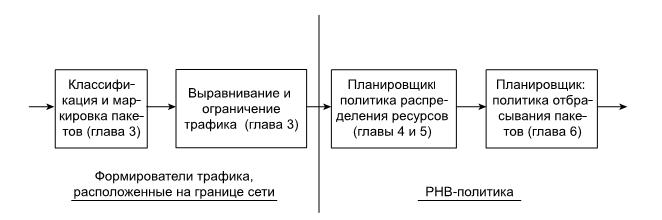 Классифи-
кация и мар-
кировка паке-
тов (глава 3)
Выравнивание и
ограничение
трафика (глава 3)
Планировщик:
политика распре-
деления ресурсов
(главы 4 и 5)
Планировщик:
политика отбра-
сывания паке-
тов (глава 6)
Формирователи трафика,
расположенные на границе сети
PHB-политика